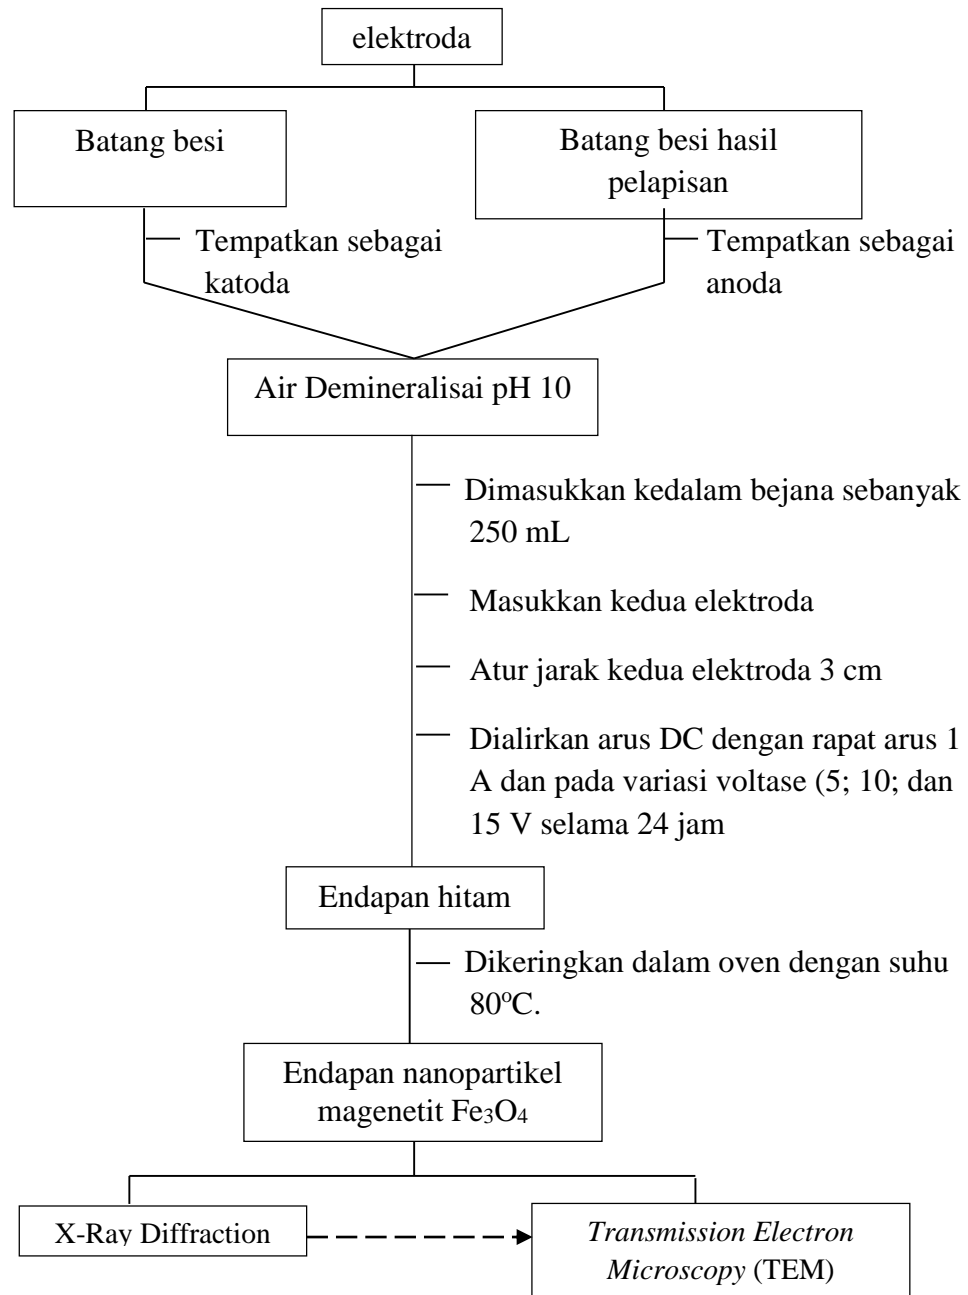 elektroda
Batang besi
Batang besi hasil
pelapisan
Tempatkan sebagai
katoda
Tempatkan sebagai
anoda
Air Demineralisai pH 10
Dimasukkan kedalam bejana sebanyak
250 mL
Masukkan kedua elektroda
Atur jarak kedua elektroda 3 cm
Dialirkan arus DC dengan rapat arus 1
A dan pada variasi voltase (5; 10; dan
15 V selama 24 jam
Endapan hitam
Dikeringkan dalam oven dengan suhu
80ºC.
Endapan nanopartikel
magenetit Fe₃O₄
X-Ray Diffraction
Transmission Electron
Microscopy (TEM)